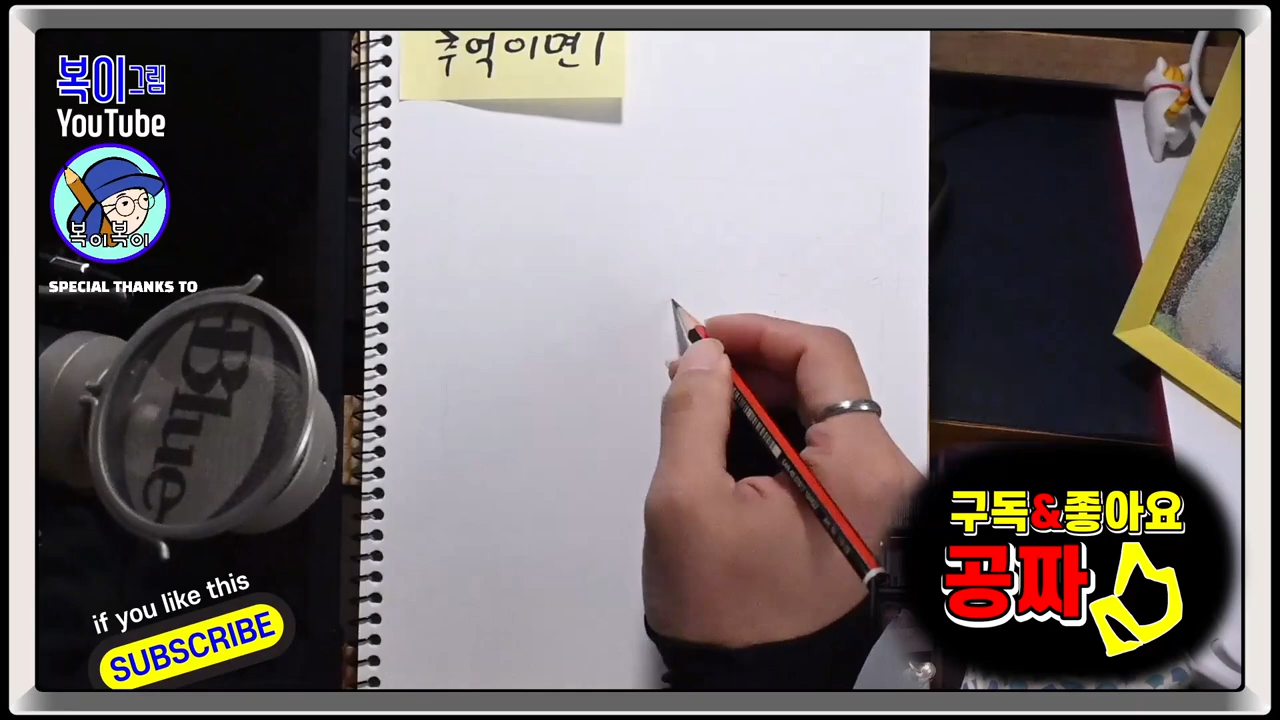 추억이면1
복이그림
YouTube
복이복이
SPECIAL THANKS TO
Blue
if you like this
SUBSCRIBE
구독&좋아요
공짜